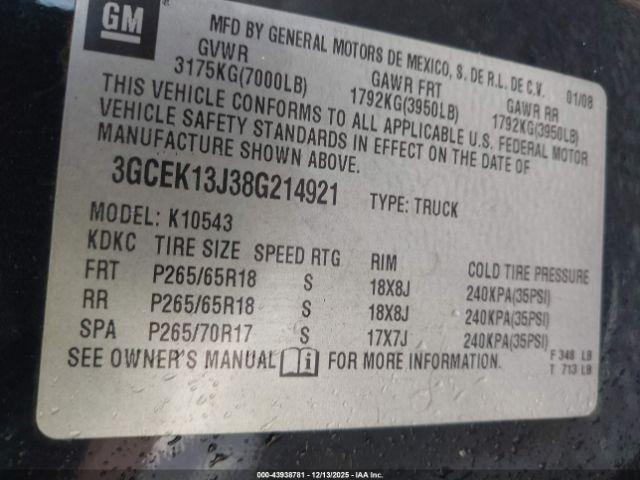 GM
MFD BY GENERAL MOTORS DE MEXICO, S. DE R.L. DE C.V.
01/08
GVWR GAWR FRT GAWR RR
3175KG(7000LB) 1792KG(3950LB) 1792KG(3950LB)
THIS VEHICLE CONFORMS TO ALL APPLICABLE U.S. FEDERAL MOTOR
VEHICLE SAFETY STANDARDS IN EFFECT ON THE DATE OF
MANUFACTURE SHOWN ABOVE.
3GCEK13J38G214921 TYPE: TRUCK
MODEL: K10543
KDKC TIRE SIZE SPEED RTG RIM COLD TIRE PRESSURE
FRT P265/65R18 S 18X8J 240KPA(35PSI)
RR P265/65R18 S 18X8J 240KPA(35PSI)
SPA P265/70R17 S 17X7J 240KPA(35PSI)
SEE OWNER'S MANUAL FOR MORE INFORMATION.
F 348 LB
T 713 LB
000-43938781 - 12/13/2025 - IAA Inc.